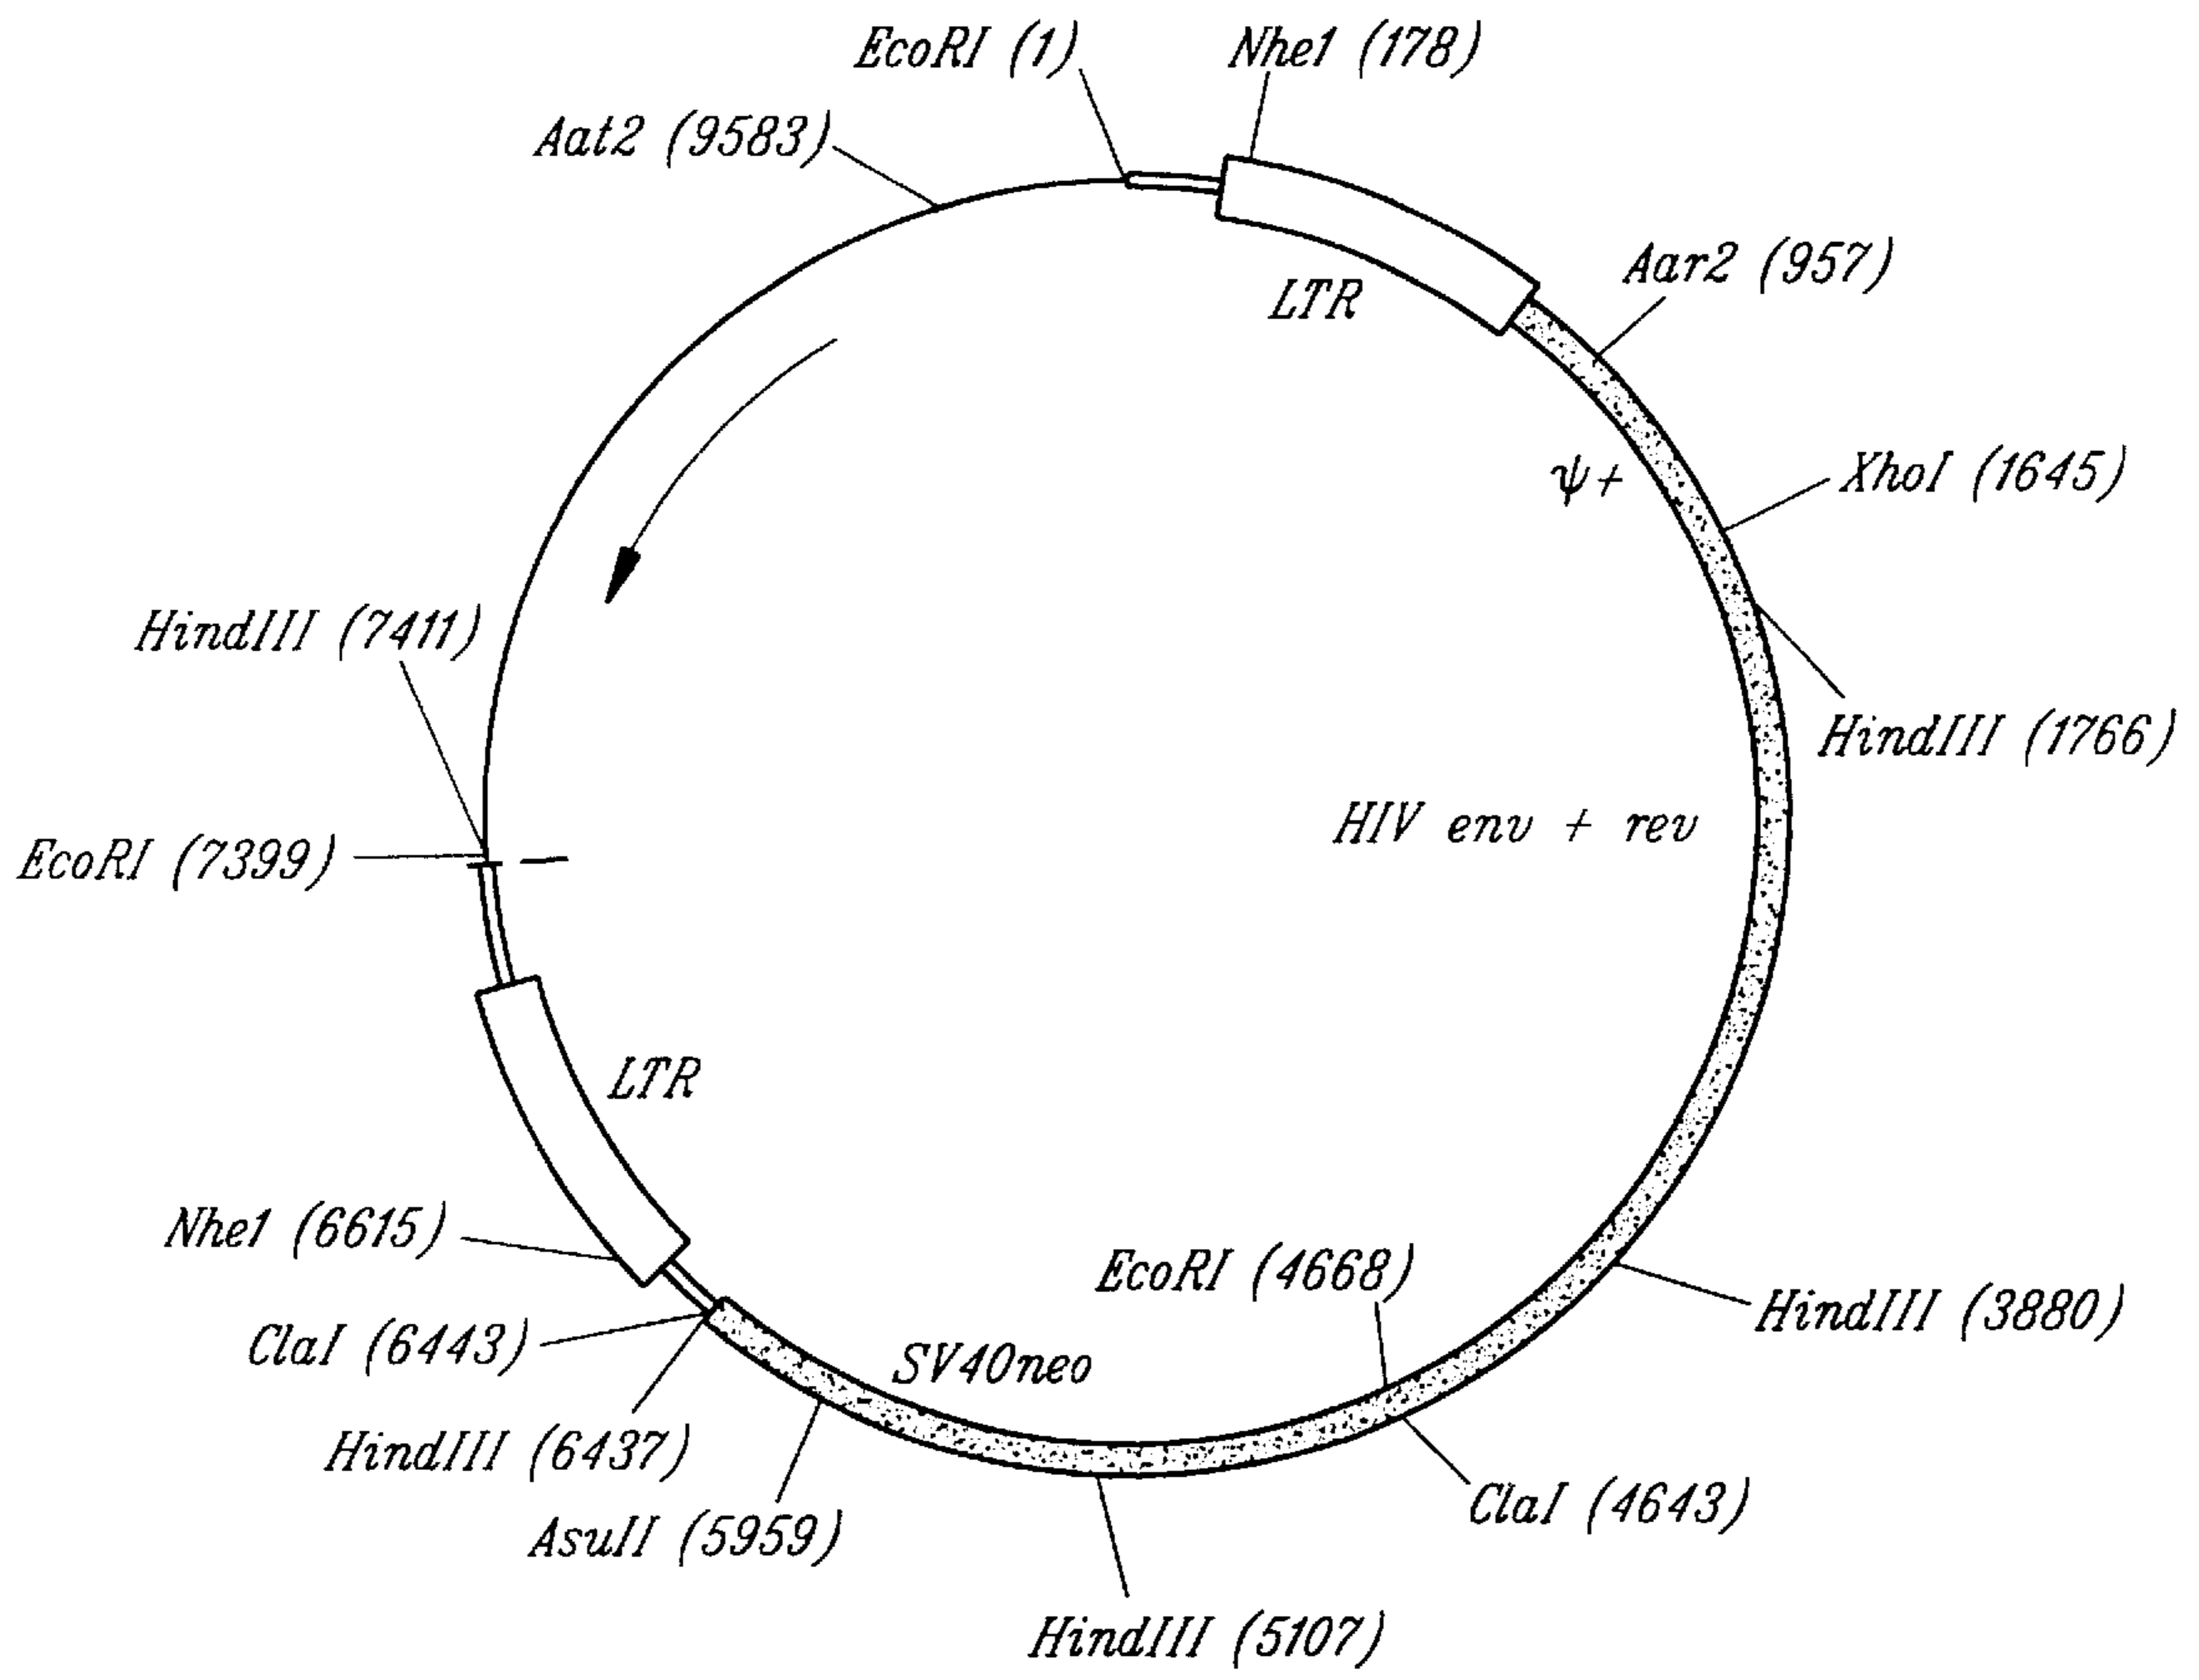 EcoRI (1)
Nhe1 (178)
Aat2 (9583)
Aar2 (957)
LTR
XhoI (1645)
ψ+
HindIII (7411)
HindIII (1766)
HIV env + rev
EcoRI (7399)
LTR
Nhe1 (6615)
EcoRI (4668)
HindIII (3880)
ClaI (6443)
SV40neo
HindIII (6437)
ClaI (4643)
AsuII (5959)
HindIII (5107)